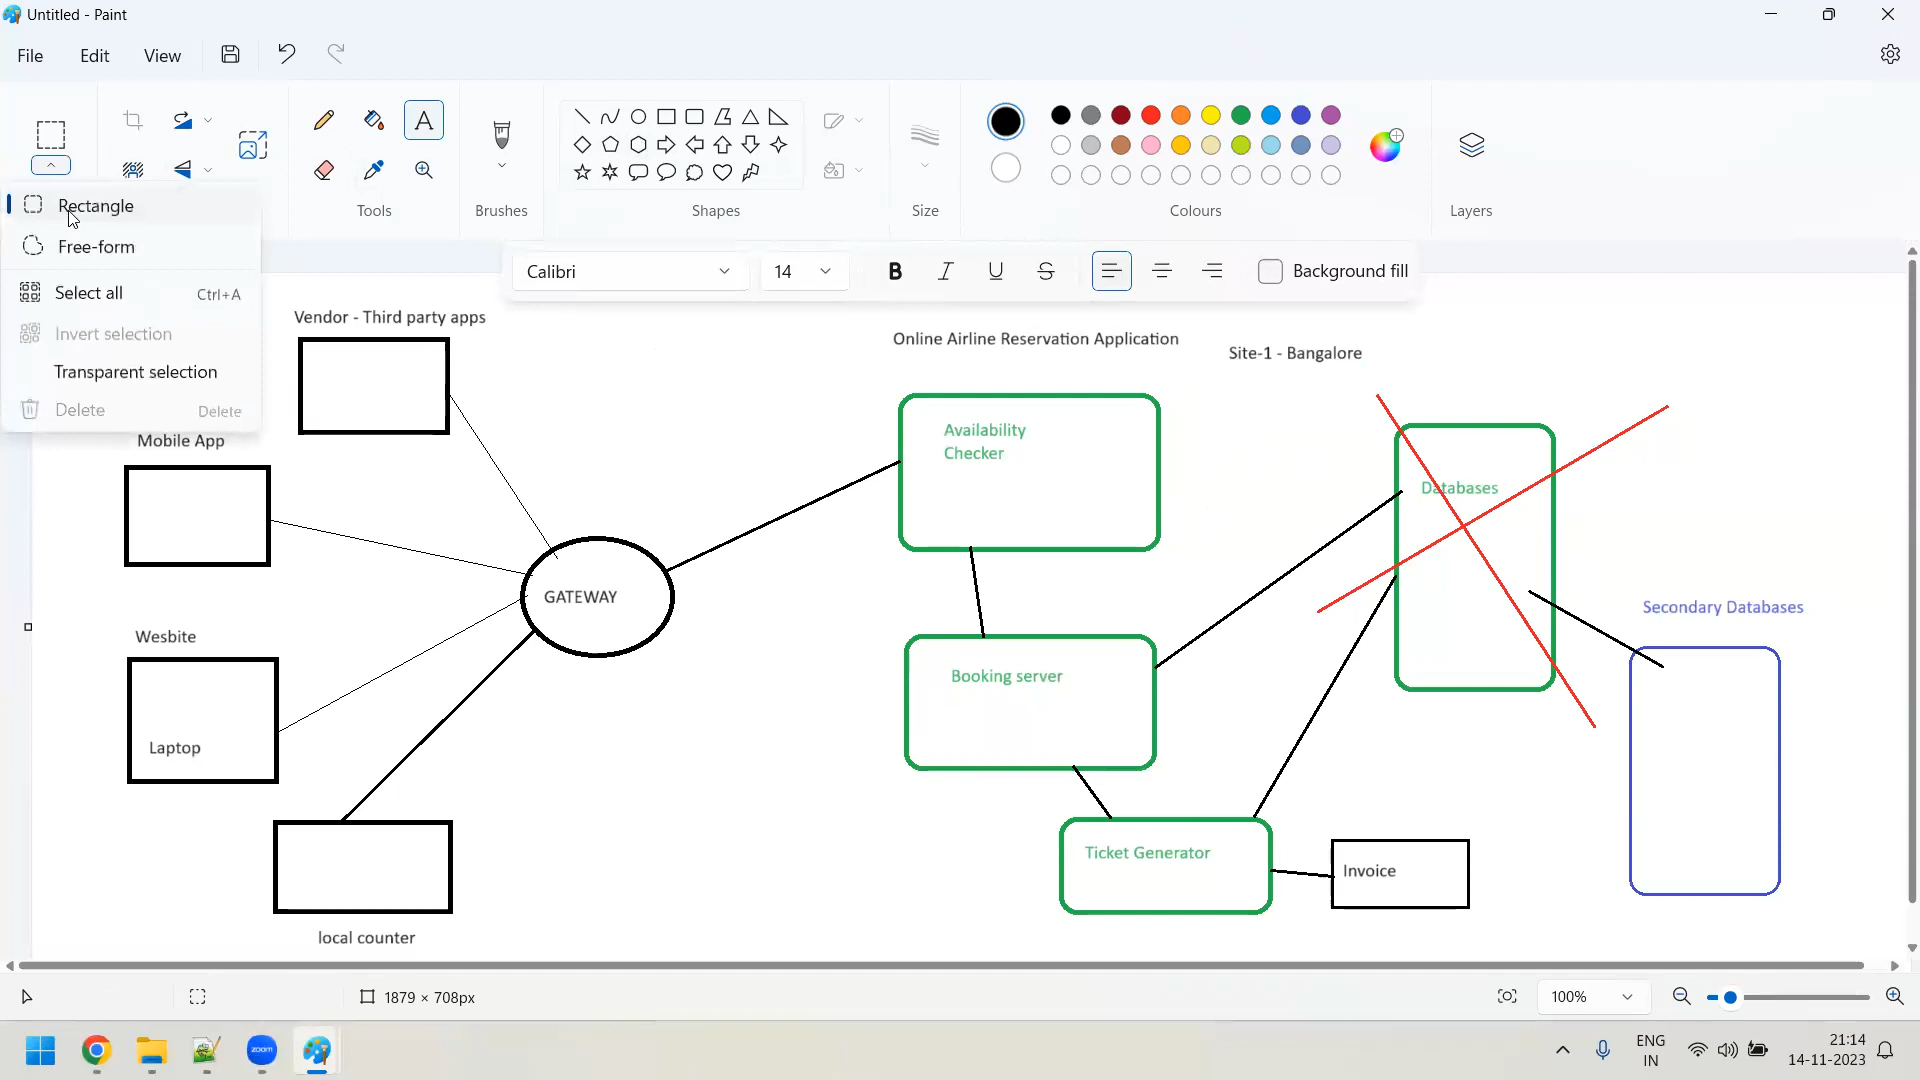 Untitled - Paint
File Edit View
Tools Brushes Shapes Size Colours Layers
Rectangle
Free-form
Select all Ctrl+A
Invert selection
Transparent selection
Delete Delete
Calibri 14 B I U S Background fill
Vendor - Third party apps
Online Airline Reservation Application
Site-1 - Bangalore
Availability
Checker
Mobile App
Databases
GATEWAY
Secondary Databases
Wesbite
Booking server
Laptop
Ticket Generator
Invoice
local counter
1879 × 708px 100%
zoom
ENG
IN
21:14
14-11-2023